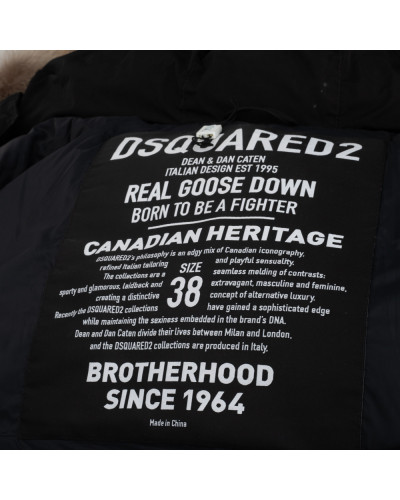 DSQUARED2
DEAN & DAN CATEN
ITALIAN DESIGN EST 1995
REAL GOOSE DOWN
BORN TO BE A FIGHTER
CANADIAN HERITAGE
DSQUARED2's philosophy is an edgy mix of Canadian iconography,
refined Italian tailoring and playful sensuality.
The collections are a SIZE seamless melding of contrasts:
sporty and glamorous, laidback and 38 extravagant, masculine and feminine,
creating a distinctive concept of alternative luxury.
Recently the DSQUARED2 collections have gained a sophisticated edge
while maintaining the sexiness embedded in the brand's DNA.
Dean and Dan Caten divide their lives between Milan and London,
and the DSQUARED2 collections are produced in Italy.
BROTHERHOOD
SINCE 1964
Made in China